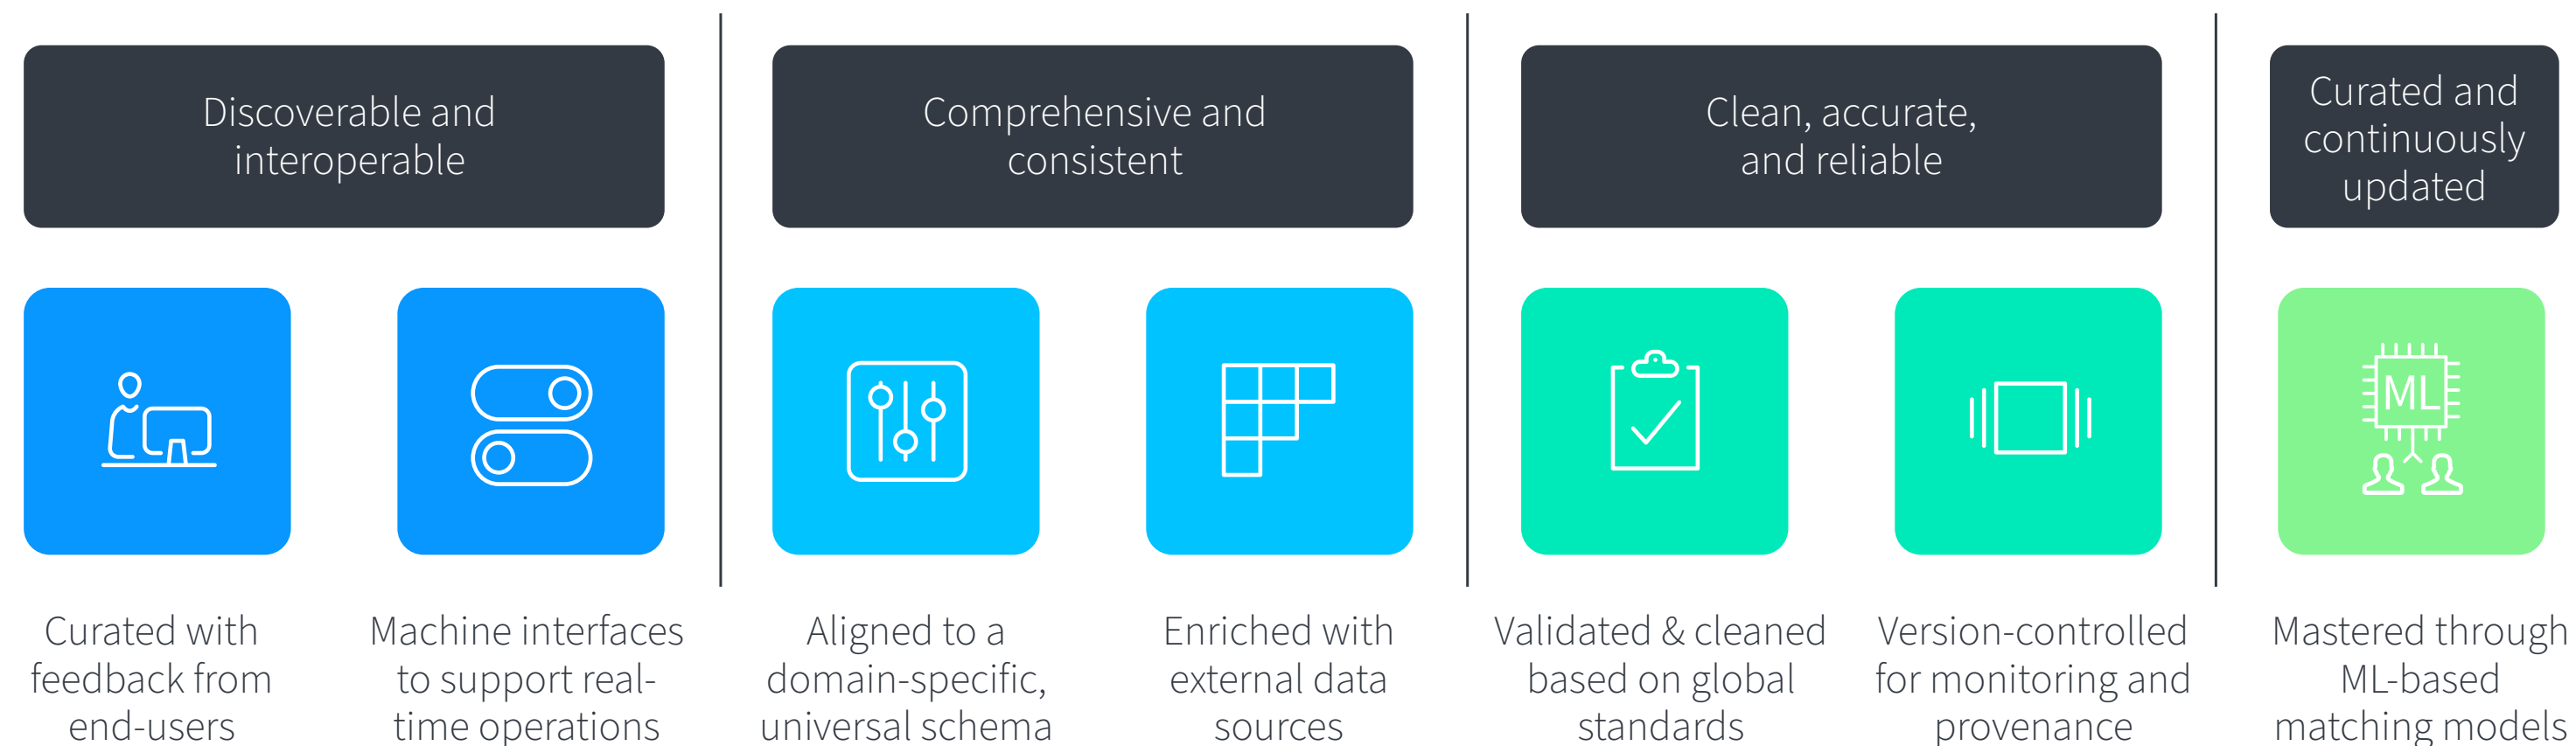 Discoverable and
interoperable
Comprehensive and
consistent
Clean, accurate,
and reliable
Curated and
continuously
updated
ML
Curated with
feedback from
end-users
Machine interfaces
to support real-
time operations
Aligned to a
domain-specific,
universal schema
Enriched with
external data
sources
Validated & cleaned
based on global
standards
Version-controlled
for monitoring and
provenance
Mastered through
ML-based
matching models